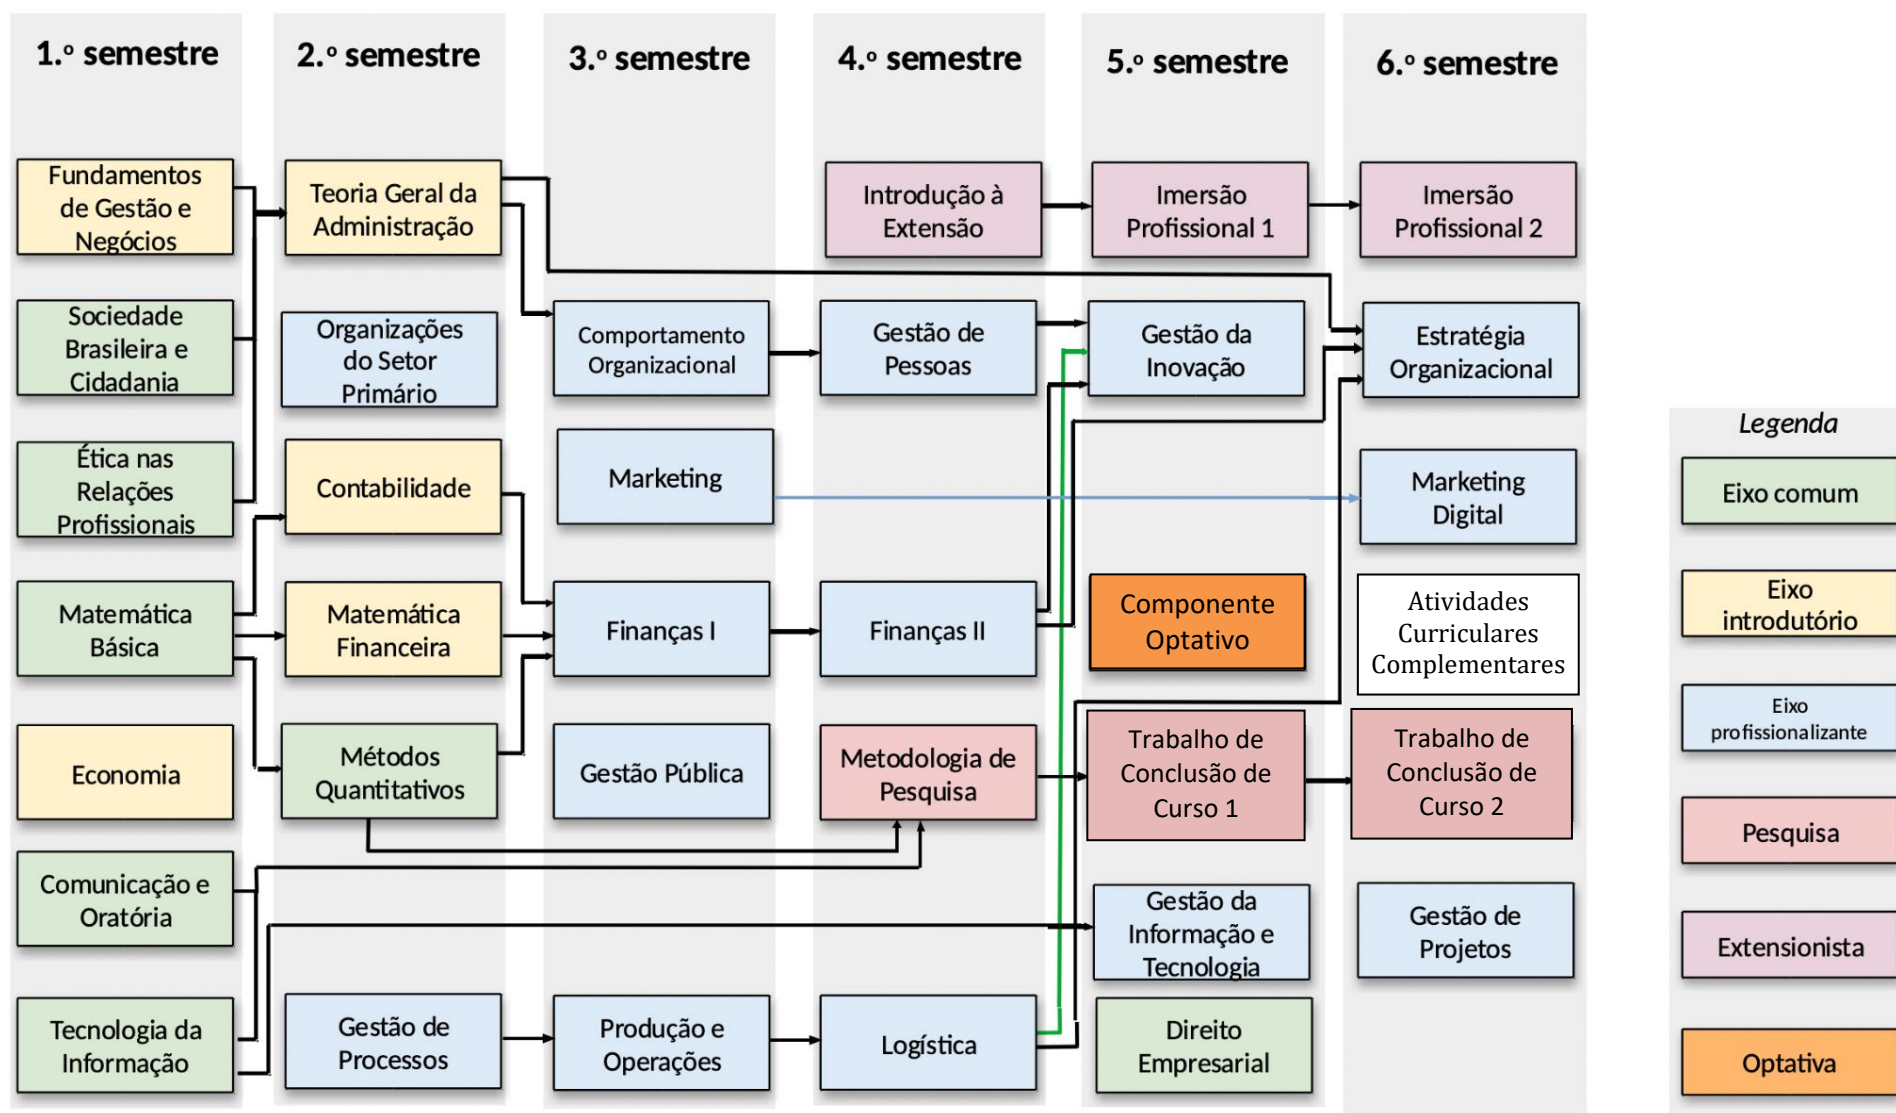 1.º semestre
2.º semestre
3.º semestre
4.º semestre
5.º semestre
6.º semestre
Fundamentos
de Gestão e
Negócios
Sociedade
Brasileira e
Cidadania
Ética nas
Relações
Profissionais
Matemática
Básica
Economia
Comunicação e
Oratória
Tecnologia da
Informação
Teoria Geral da
Administração
Organizações
do Setor
Primário
Contabilidade
Matemática
Financeira
Métodos
Quantitativos
Gestão de
Processos
Comportamento
Organizacional
Marketing
Finanças I
Gestão Pública
Produção e
Operações
Introdução à
Extensão
Gestão de
Pessoas
Finanças II
Metodologia de
Pesquisa
Logística
Imersão
Profissional 1
Gestão da
Inovação
Componente
Optativo
Trabalho de
Conclusão de
Curso 1
Gestão da
Informação e
Tecnologia
Direito
Empresarial
Imersão
Profissional 2
Estratégia
Organizacional
Marketing
Digital
Atividades
Curriculares
Complementares
Trabalho de
Conclusão de
Curso 2
Gestão de
Projetos
Legenda
Eixo comum
Eixo
introdutório
Eixo
profissionalizante
Pesquisa
Extensionista
Optativa